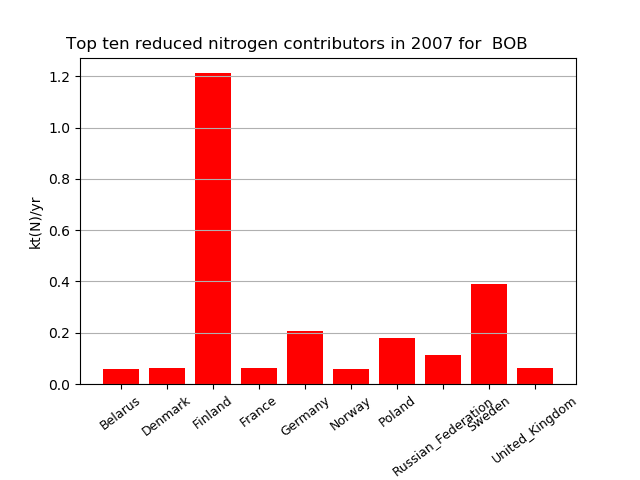 Top ten reduced nitrogen contributors in 2007 for  BOB
kt(N)/yr
1.2
1.0
0.8
0.6
0.4
0.2
0.0
Belarus
Denmark
Finland
France
Germany
Norway
Poland
Russian_Federation
Sweden
United_Kingdom